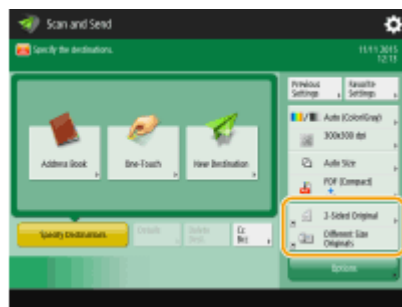 Scan and Send
Specify the destinations.
11/11 2015
12:13
Previous
Settings
Favorite
Settings
Auto (Color/Gray)
300x300 dpi
Address Book
One-Touch
New Destination
Auto Size
PDF (Compact)
2-Sided Original
Different Size
Originals
Specify Destinations
Details
Delete
Dest.
Cc
Bcc
Options